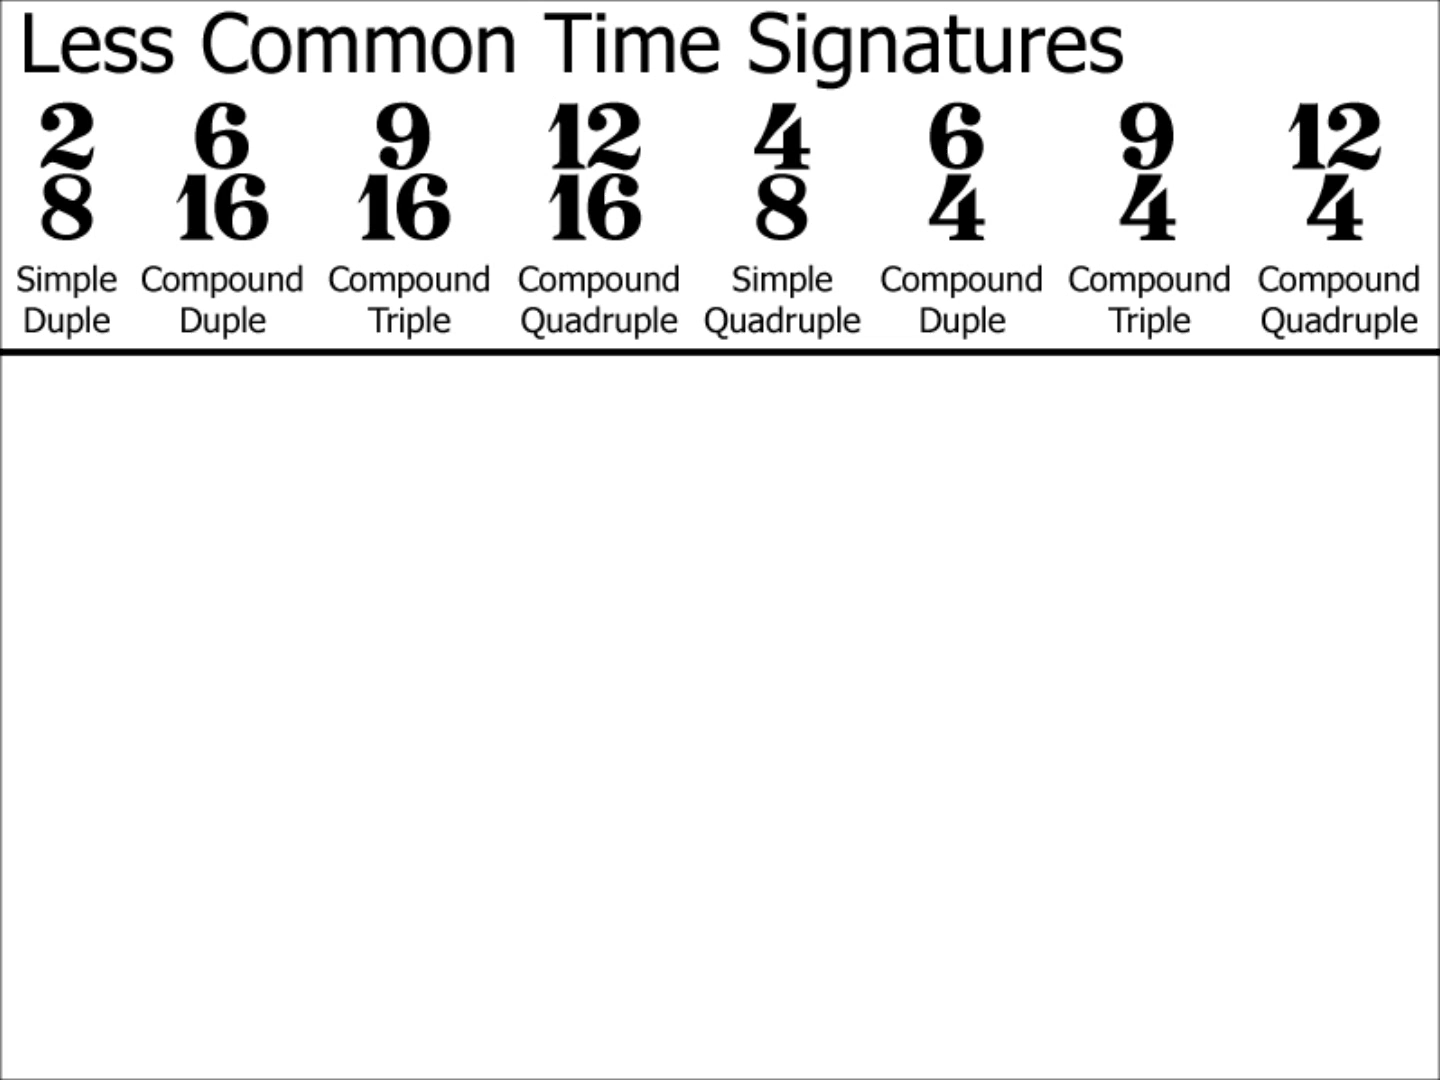 Less Common Time Signatures
2 6 9 12 4 6 9 12
8 16 16 16 8 4 4 4
Simple Compound Compound Compound Simple Compound Compound Compound
Duple Duple Triple Quadruple Quadruple Duple Triple Quadruple